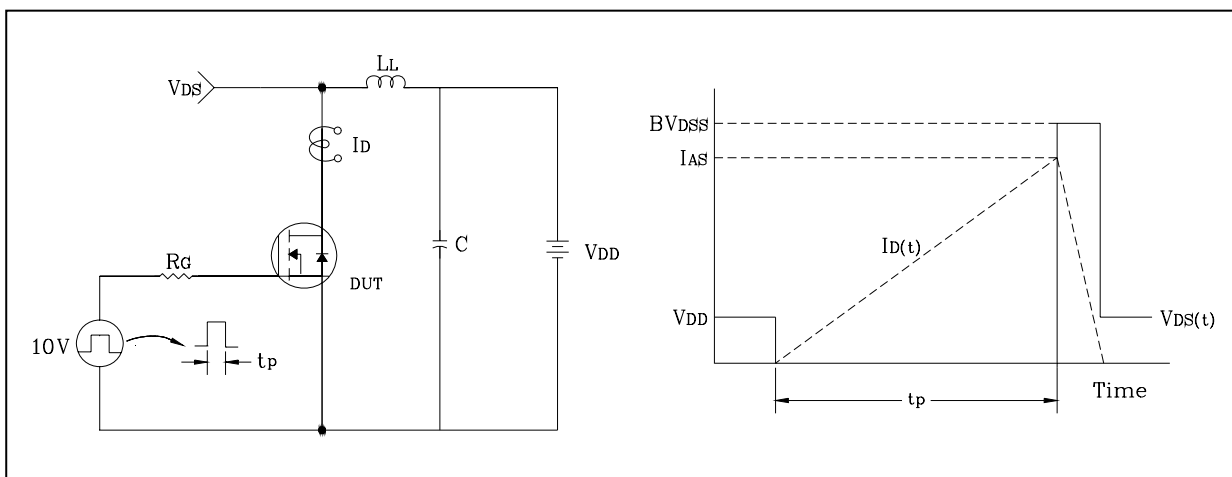 LL
VDS
ID
RG
DUT
C
VDD
10V
tp
BVDSS
IAS
ID(t)
VDD
VDS(t)
Time
tp